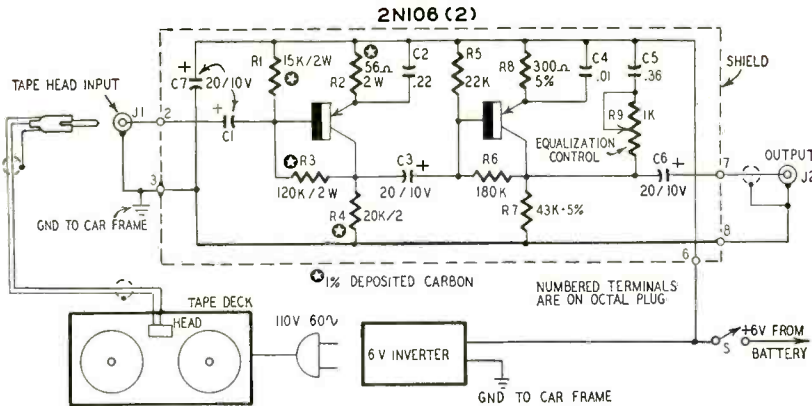 2N106 (2)
R1
15K/2W
56Ω
2W
R2
C2
.22
R5
22K
R8
300Ω
5%
C4
.01
C5
.36
SHIELD
TAPE HEAD INPUT
+
C7
20/10V
J1
2
+
C1
R9
1K
EQUALIZATION
CONTROL
R3
120K/2W
C3
+
20/10V
R6
180K
C6
+
20/10V
7
OUTPUT
J2
3
GND TO CAR FRAME
R4
20K/2
R7
43K-5%
8
6
1% DEPOSITED CARBON
NUMBERED TERMINALS
ARE ON OCTAL PLUG
TAPE DECK
HEAD
110V 60∿
6 V INVERTER
S
+6V FROM
BATTERY
GND TO CAR FRAME